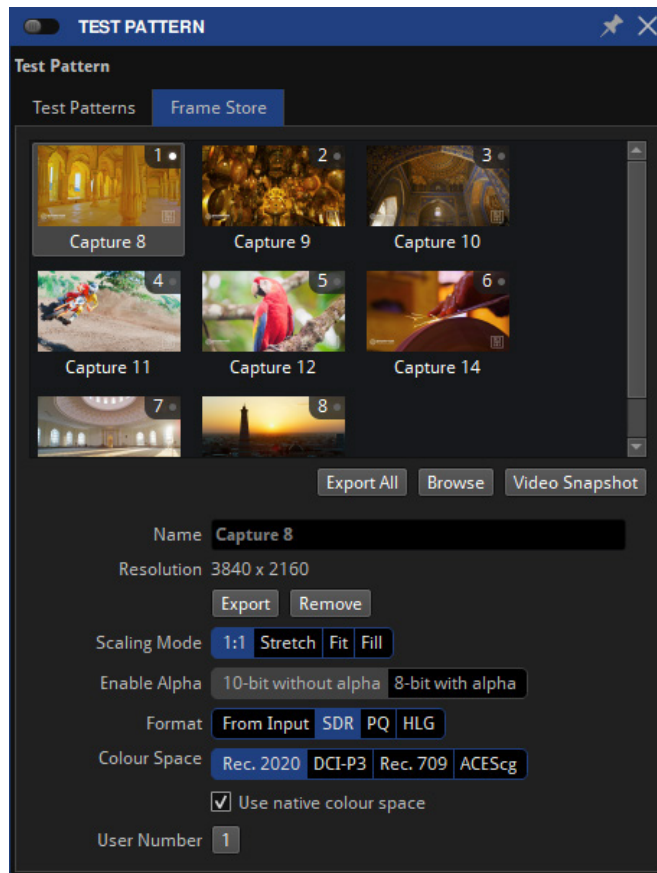 TEST PATTERN
Test Pattern
Test Patterns Frame Store
1 2 3
Capture 8 Capture 9 Capture 10
4 5 6
Capture 11 Capture 12 Capture 14
7 8
Export All Browse Video Snapshot
Name Capture 8
Resolution 3840 x 2160
Export Remove
Scaling Mode 1:1 Stretch Fit Fill
Enable Alpha 10-bit without alpha 8-bit with alpha
Format From Input SDR PQ HLG
Colour Space Rec. 2020 DCI-P3 Rec. 709 ACEScg
Use native colour space
User Number 1